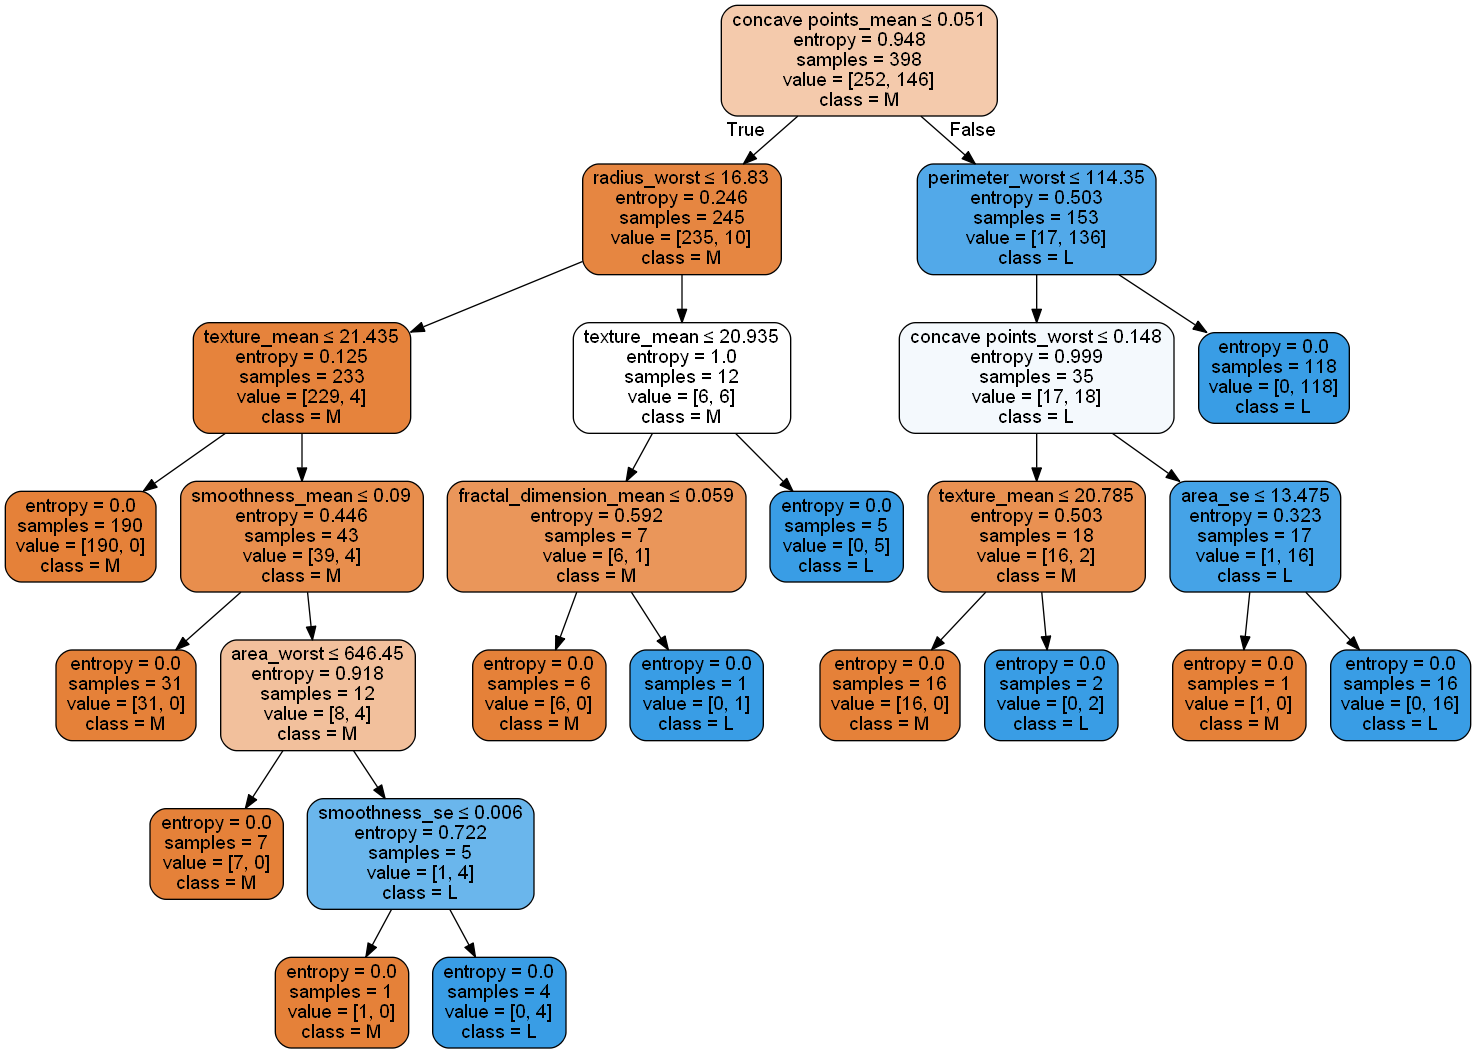 concave points_mean ≤ 0.051
entropy = 0.948
samples = 398
value = [252, 146]
class = M
True
False
radius_worst ≤ 16.83
entropy = 0.246
samples = 245
value = [235, 10]
class = M
perimeter_worst ≤ 114.35
entropy = 0.503
samples = 153
value = [17, 136]
class = L
texture_mean ≤ 21.435
entropy = 0.125
samples = 233
value = [229, 4]
class = M
texture_mean ≤ 20.935
entropy = 1.0
samples = 12
value = [6, 6]
class = M
concave points_worst ≤ 0.148
entropy = 0.999
samples = 35
value = [17, 18]
class = L
entropy = 0.0
samples = 118
value = [0, 118]
class = L
entropy = 0.0
samples = 190
value = [190, 0]
class = M
smoothness_mean ≤ 0.09
entropy = 0.446
samples = 43
value = [39, 4]
class = M
fractal_dimension_mean ≤ 0.059
entropy = 0.592
samples = 7
value = [6, 1]
class = M
entropy = 0.0
samples = 5
value = [0, 5]
class = L
texture_mean ≤ 20.785
entropy = 0.503
samples = 18
value = [16, 2]
class = M
area_se ≤ 13.475
entropy = 0.323
samples = 17
value = [1, 16]
class = L
entropy = 0.0
samples = 31
value = [31, 0]
class = M
area_worst ≤ 646.45
entropy = 0.918
samples = 12
value = [8, 4]
class = M
entropy = 0.0
samples = 6
value = [6, 0]
class = M
entropy = 0.0
samples = 1
value = [0, 1]
class = L
entropy = 0.0
samples = 16
value = [16, 0]
class = M
entropy = 0.0
samples = 2
value = [0, 2]
class = L
entropy = 0.0
samples = 1
value = [1, 0]
class = M
entropy = 0.0
samples = 16
value = [0, 16]
class = L
entropy = 0.0
samples = 7
value = [7, 0]
class = M
smoothness_se ≤ 0.006
entropy = 0.722
samples = 5
value = [1, 4]
class = L
entropy = 0.0
samples = 1
value = [1, 0]
class = M
entropy = 0.0
samples = 4
value = [0, 4]
class = L